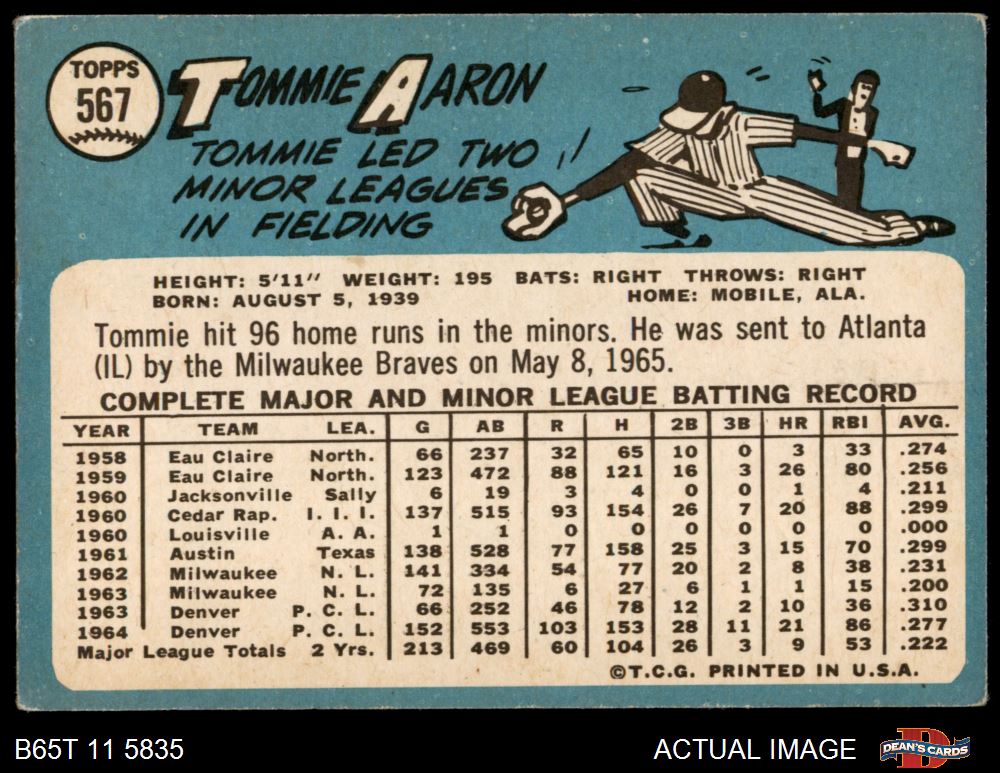 TOPPS
567
TOMMIE AARON
TOMMIE LED TWO
MINOR LEAGUES
IN FIELDING
HEIGHT: 5'11" WEIGHT: 195 BATS: RIGHT THROWS: RIGHT
BORN: AUGUST 5, 1939 HOME: MOBILE, ALA.
Tommie hit 96 home runs in the minors. He was sent to Atlanta
(IL) by the Milwaukee Braves on May 8, 1965.
COMPLETE MAJOR AND MINOR LEAGUE BATTING RECORD
YEAR TEAM LEA. G AB R H 2B 3B HR RBI AVG.
1958 Eau Claire North. 66 237 32 65 10 0 3 33 .274
1959 Eau Claire North. 123 472 88 121 16 3 26 80 .256
1960 Jacksonville Sally 6 19 3 4 0 0 1 4 .211
1960 Cedar Rap. I. I. I. 137 515 93 154 26 7 20 88 .299
1960 Louisville A. A. 1 1 0 0 0 0 0 0 .000
1961 Austin Texas 138 528 77 158 25 3 15 70 .299
1962 Milwaukee N. L. 141 334 54 77 20 2 8 38 .231
1963 Milwaukee N. L. 72 135 6 27 6 1 1 15 .200
1963 Denver P. C. L. 66 252 46 78 12 2 10 36 .310
1964 Denver P. C. L. 152 553 103 153 28 11 21 86 .277
Major League Totals 2 Yrs. 213 469 60 104 26 3 9 53 .222
©T.C.G. PRINTED IN U.S.A.
B65T 11 5835 ACTUAL IMAGE DEAN'S CARDS